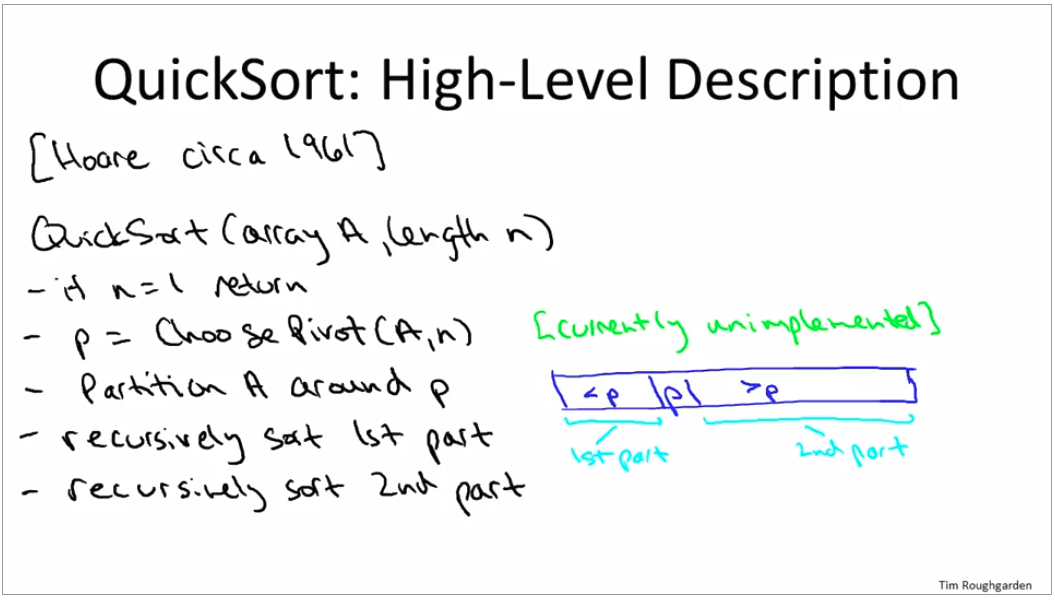 QuickSort: High-Level Description
[Hoare circa 1961]
QuickSort (array A, length n)
- if n=1 return
- p = ChoosePivot(A,n) [currently unimplemented]
- Partition A around p
<p |p| >p
1st part 2nd part
- recursively sort 1st part
- recursively sort 2nd part
Tim Roughgarden